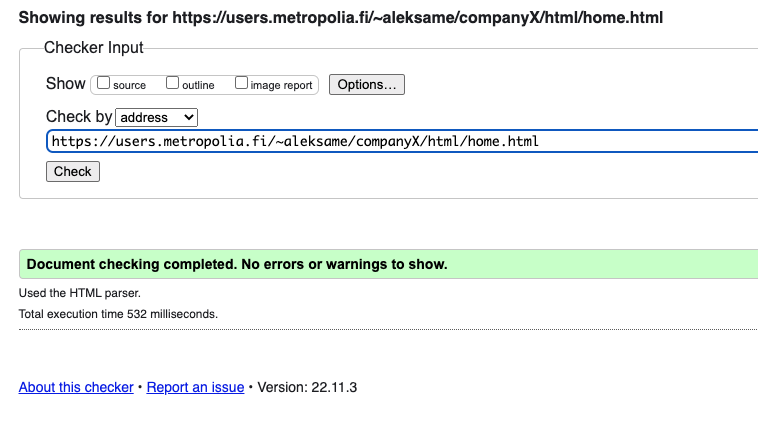 Showing results for https://users.metropolia.fi/~aleksame/companyX/html/home.html
Checker Input
Show source outline image report Options...
Check by address
https://users.metropolia.fi/~aleksame/companyX/html/home.html
Check
Document checking completed. No errors or warnings to show.
Used the HTML parser.
Total execution time 532 milliseconds.
About this checker • Report an issue • Version: 22.11.3